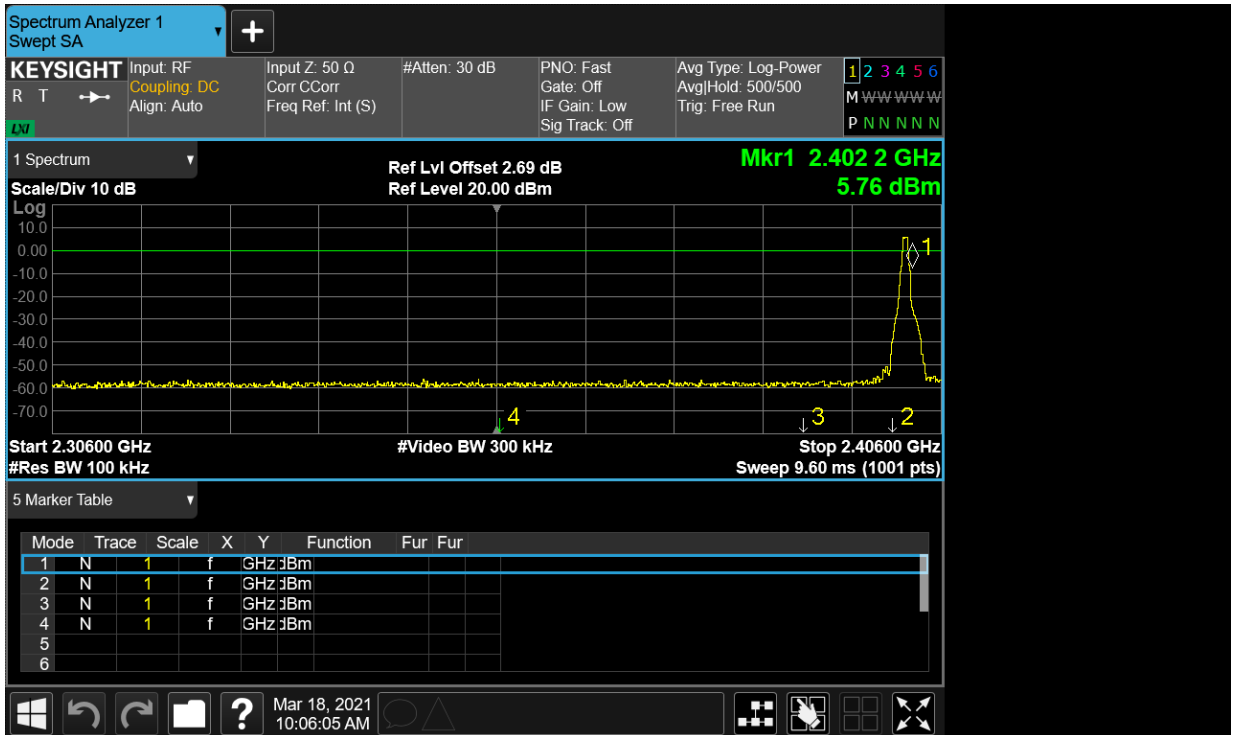 Spectrum Analyzer 1
Swept SA
KEYSIGHT
R T
LXI
Input: RF
Coupling: DC
Align: Auto
Input Z: 50 Ω
Corr CCorr
Freq Ref: Int (S)
#Atten: 30 dB
PNO: Fast
Gate: Off
IF Gain: Low
Sig Track: Off
Avg Type: Log-Power
Avg|Hold: 500/500
Trig: Free Run
1 2 3 4 5 6
M W W W W W
P N N N N N
1 Spectrum
Scale/Div 10 dB
Ref Lvl Offset 2.69 dB
Ref Level 20.00 dBm
Mkr1 2.402 2 GHz
5.76 dBm
Log
10.0
0.00
-10.0
-20.0
-30.0
-40.0
-50.0
-60.0
-70.0
1
4
3
2
Start 2.30600 GHz
#Video BW 300 kHz
Stop 2.40600 GHz
#Res BW 100 kHz
Sweep 9.60 ms (1001 pts)
5 Marker Table
Mode Trace Scale X Y Function Fur Fur
1 N 1 f GHz dBm
2 N 1 f GHz dBm
3 N 1 f GHz dBm
4 N 1 f GHz dBm
5
6
?
Mar 18, 2021
10:06:05 AM